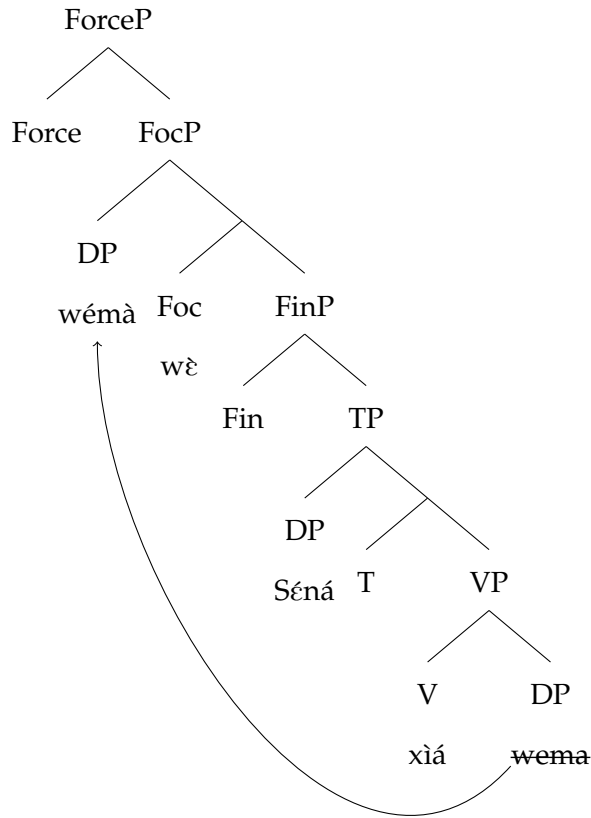 ForceP
Force FocP
DP
wémà Foc FinP
wɛ̀
Fin TP
DP
Sɛ́ná T VP
V DP
xìá wema